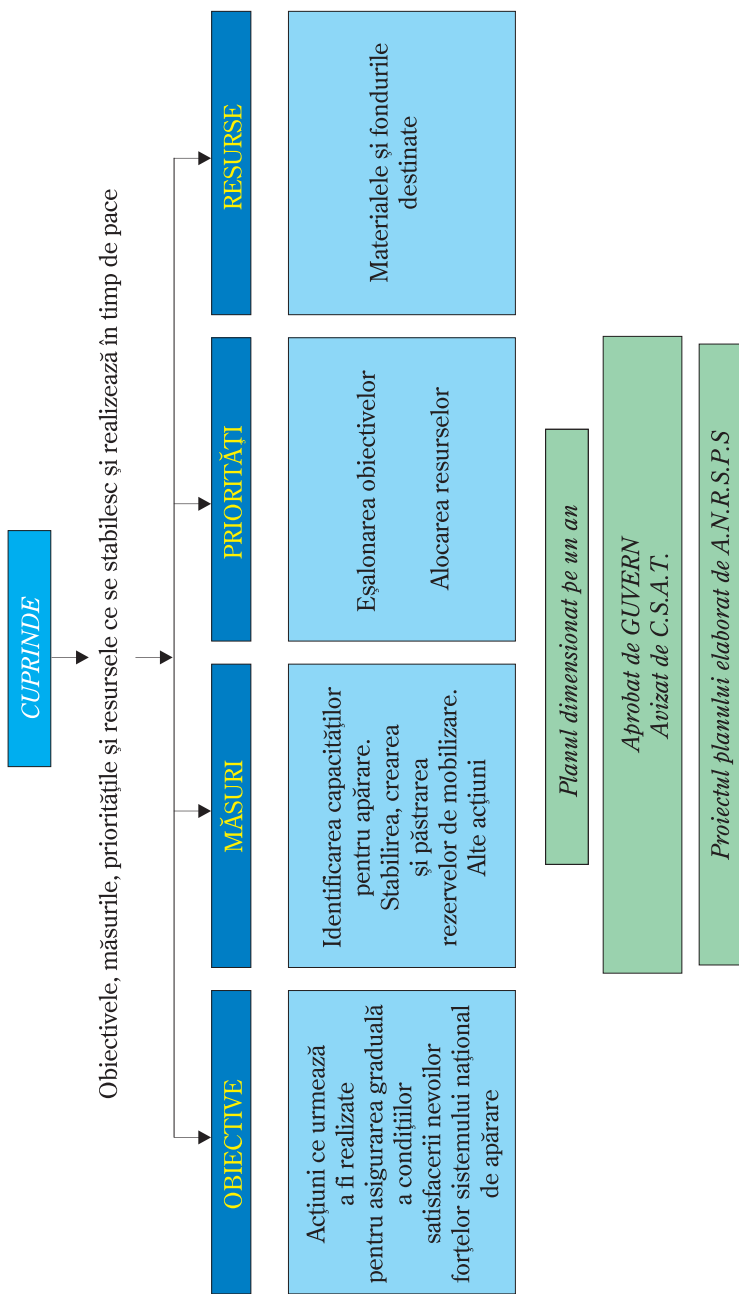 CUPRINDE
Obiectivele, măsurile, prioritățile și resursele ce se stabilesc și realizează în timp de pace
OBIECTIVE
Acțiuni ce urmează
a fi realizate
pentru asigurarea graduală
a condițiilor
satisfacerii nevoilor
forțelor sistemului național
de apărare
MĂSURI
Identificarea capacităților
pentru apărare.
Stabilirea, crearea
și păstrarea
rezervelor de mobilizare.
Alte acțiuni
PRIORITĂȚI
Eșalonarea obiectivelor
Alocarea resurselor
RESURSE
Materialele și fondurile
destinate
Planul dimensionat pe un an
Aprobat de GUVERN
Avizat de C.S.A.T.
Proiectul planului elaborat de A.N.R.S.P.S